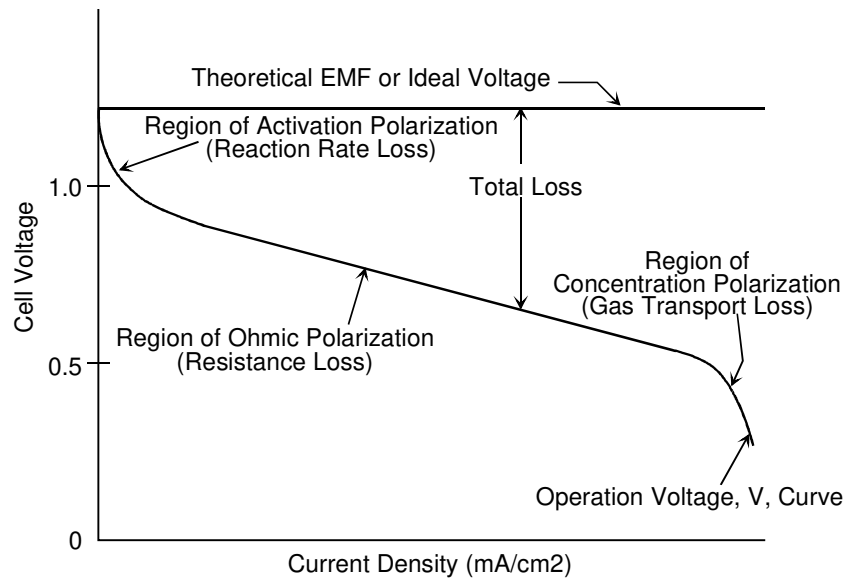 Theoretical EMF or Ideal Voltage
Region of Activation Polarization
(Reaction Rate Loss)
1.0
Total Loss
Cell Voltage
Region of
Concentration Polarization
(Gas Transport Loss)
Region of Ohmic Polarization
(Resistance Loss)
0.5
Operation Voltage, V, Curve
0
Current Density (mA/cm2)